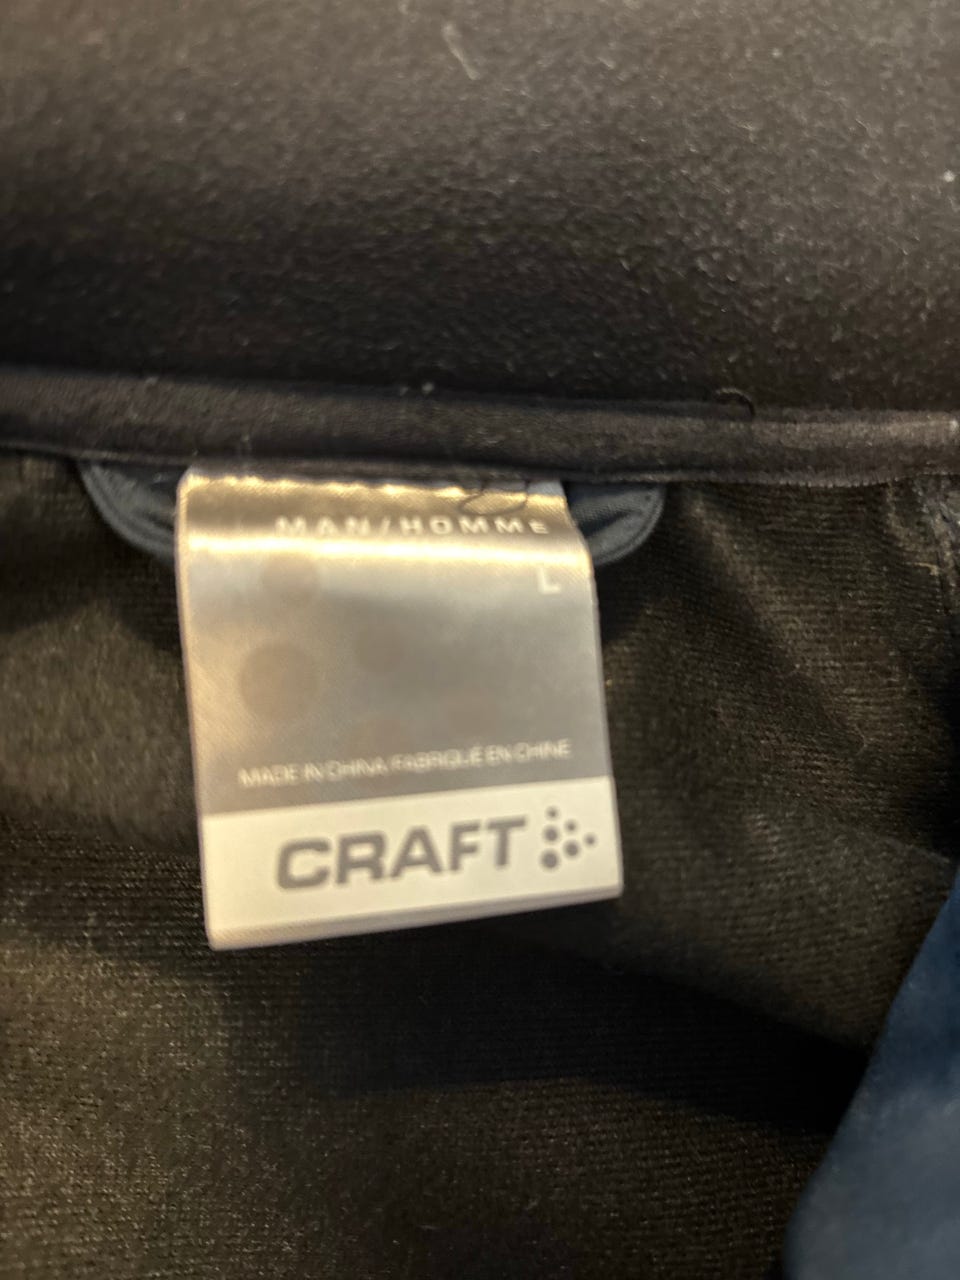 MAN/HOMME
L
MADE IN CHINA/FABRIQUÉ EN CHINE
CRAFT